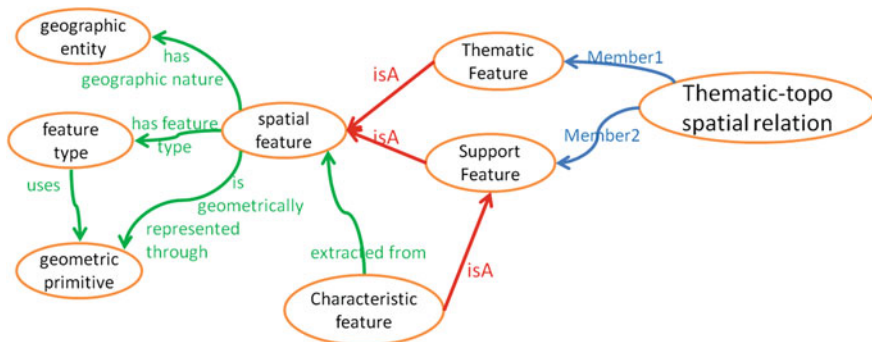 geographic
entity
has
geographic nature
Thematic
Feature
isA
Member1
Thematic-topo
spatial relation
feature
type
has feature
type
spatial
feature
isA
Support
Feature
Member2
uses
is
geometrically
represented
through
geometric
primitive
extracted from
isA
Characteristic
feature